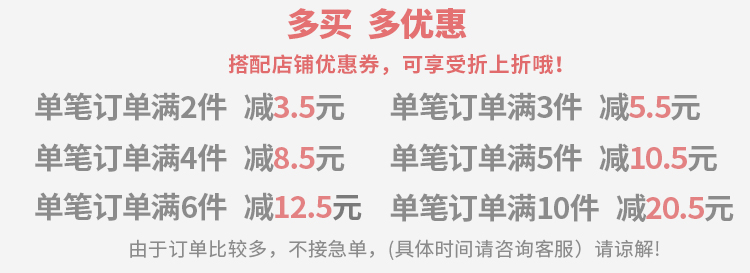 多买 多优惠
搭配店铺优惠券，可享受折上折哦!
单笔订单满2件 减3.5元 单笔订单满3件 减5.5元
单笔订单满4件 减8.5元 单笔订单满5件 减10.5元
单笔订单满6件 减12.5元 单笔订单满10件 减20.5元
由于订单比较多，不接急单，(具体时间请咨询客服）请谅解!